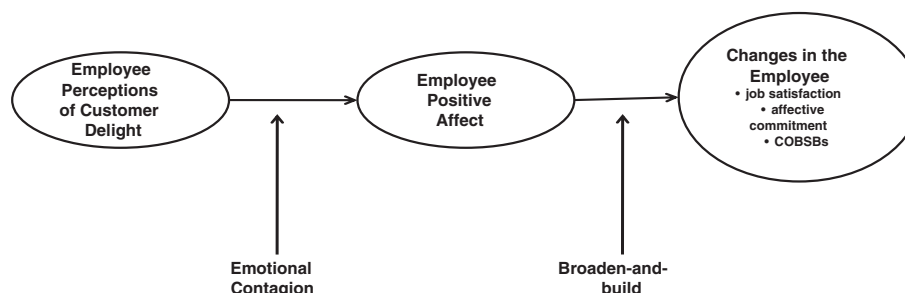 Employee
Perceptions
of Customer
Delight
Employee
Positive
Affect
Changes in the
Employee
• job satisfaction
• affective
commitment
• COBSBs
Emotional
Contagion
Broaden-and-
build